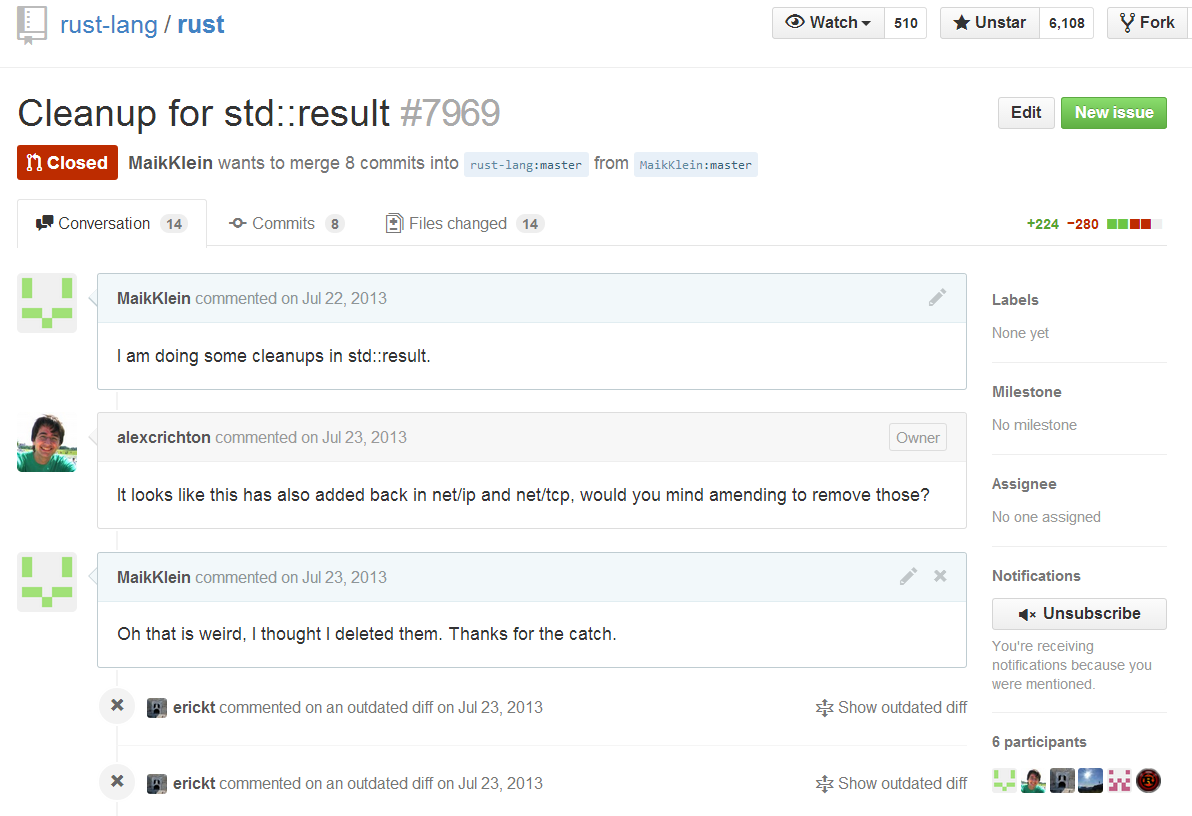 rust-lang / rust Watch 510 Unstar 6,108 Fork
Cleanup for std::result #7969 Edit New issue
Closed MaikKlein wants to merge 8 commits into rust-lang:master from MaikKlein:master
Conversation 14 Commits 8 Files changed 14 +224 −280
MaikKlein commented on Jul 22, 2013
I am doing some cleanups in std::result.
alexcrichton commented on Jul 23, 2013 Owner
It looks like this has also added back in net/ip and net/tcp, would you mind amending to remove those?
MaikKlein commented on Jul 23, 2013
Oh that is weird, I thought I deleted them. Thanks for the catch.
erickt commented on an outdated diff on Jul 23, 2013 Show outdated diff
erickt commented on an outdated diff on Jul 23, 2013 Show outdated diff
Labels
None yet
Milestone
No milestone
Assignee
No one assigned
Notifications
Unsubscribe
You're receiving
notifications because you
were mentioned.
6 participants